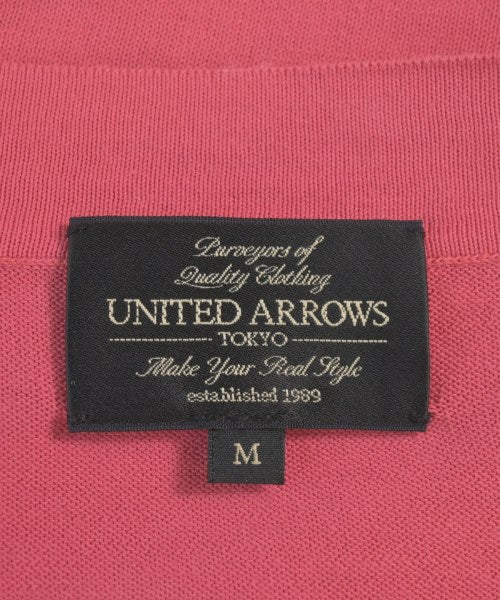 Purveyors of
Quality Clothing
UNITED ARROWS
TOKYO
Make Your Real Style
established 1989
M